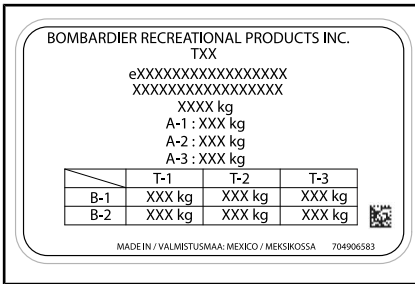 BOMBARDIER RECREATIONAL PRODUCTS INC.
TXX
eXXXXXXXXXXXXXXXXX
XXXXXXXXXXXXXXXXX
XXXX kg
A-1 : XXX kg
A-2 : XXX kg
A-3 : XXX kg
T-1 T-2 T-3
B-1 XXX kg XXX kg XXX kg
B-2 XXX kg XXX kg XXX kg
MADE IN / VALMISTUSMAA: MEXICO / MEKSIKOSSA 704906583